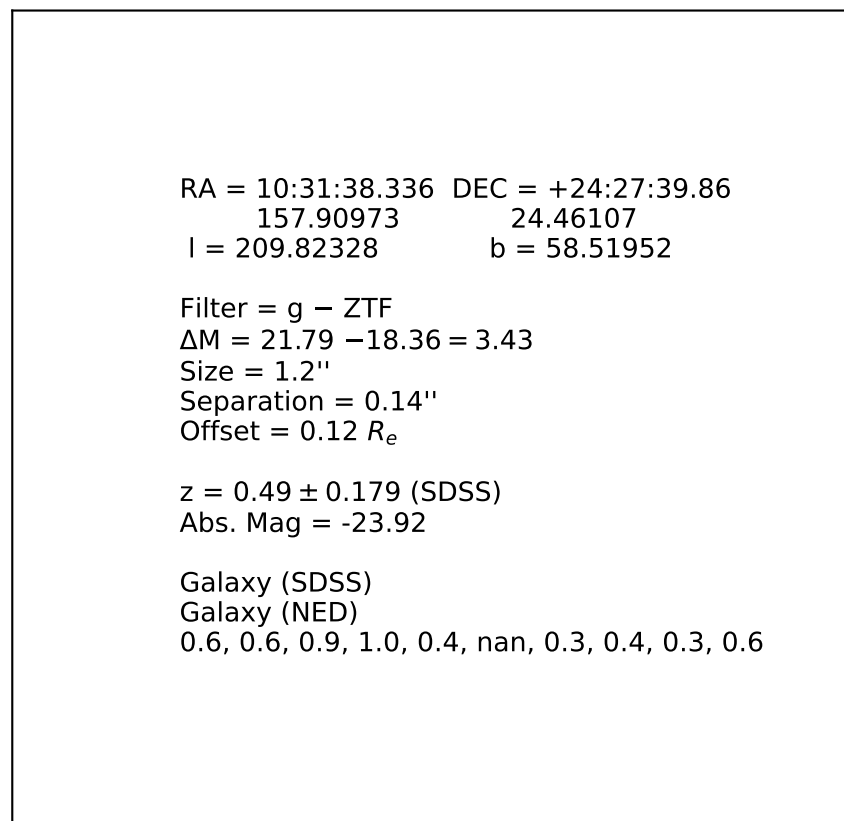 RA = 10:31:38.336 DEC = +24:27:39.86
157.90973 24.46107
l = 209.82328 b = 58.51952
Filter = g − ZTF
ΔM = 21.79 −18.36 = 3.43
Size = 1.2''
Separation = 0.14''
Offset = 0.12 Rₑ
z = 0.49 ± 0.179 (SDSS)
Abs. Mag = -23.92
Galaxy (SDSS)
Galaxy (NED)
0.6, 0.6, 0.9, 1.0, 0.4, nan, 0.3, 0.4, 0.3, 0.6